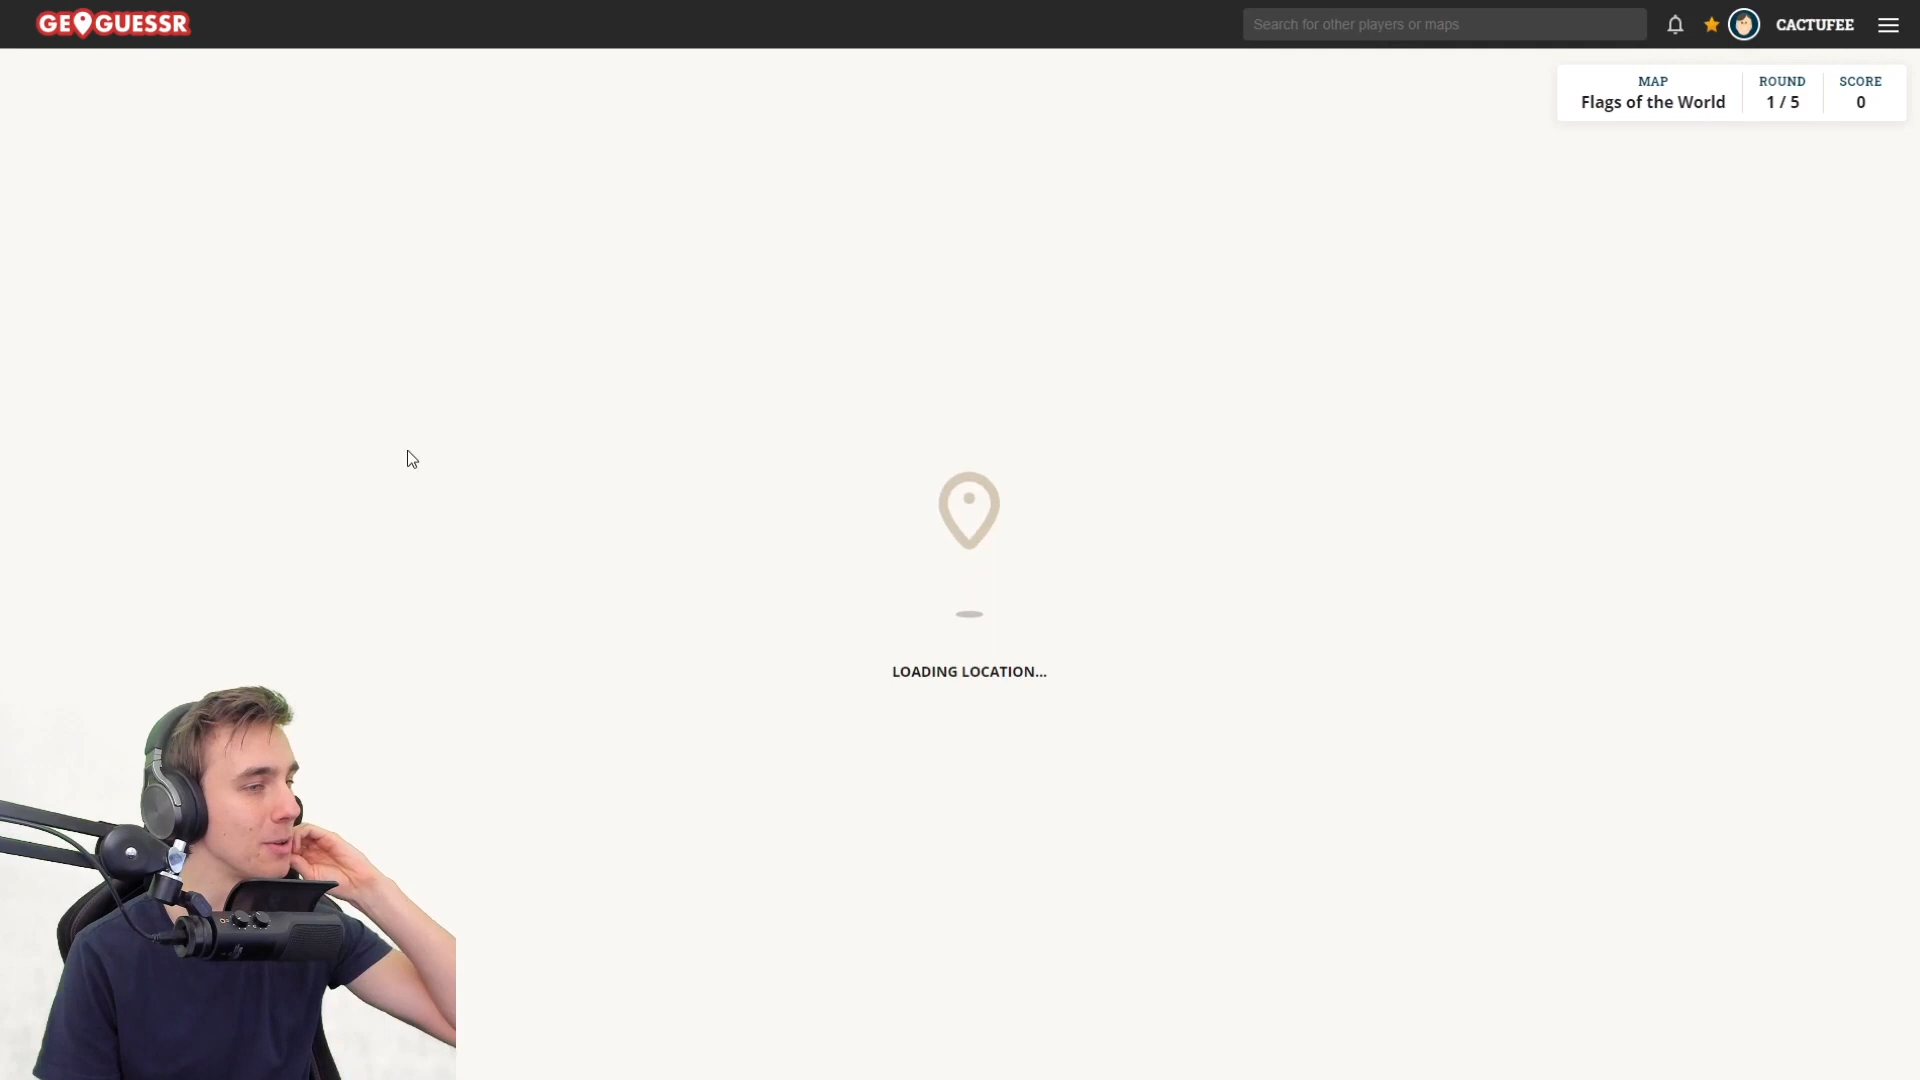 GEOGUESSR
Search for other players or maps
CACTUFEE
MAP
Flags of the World
ROUND
1 / 5
SCORE
0
LOADING LOCATION...